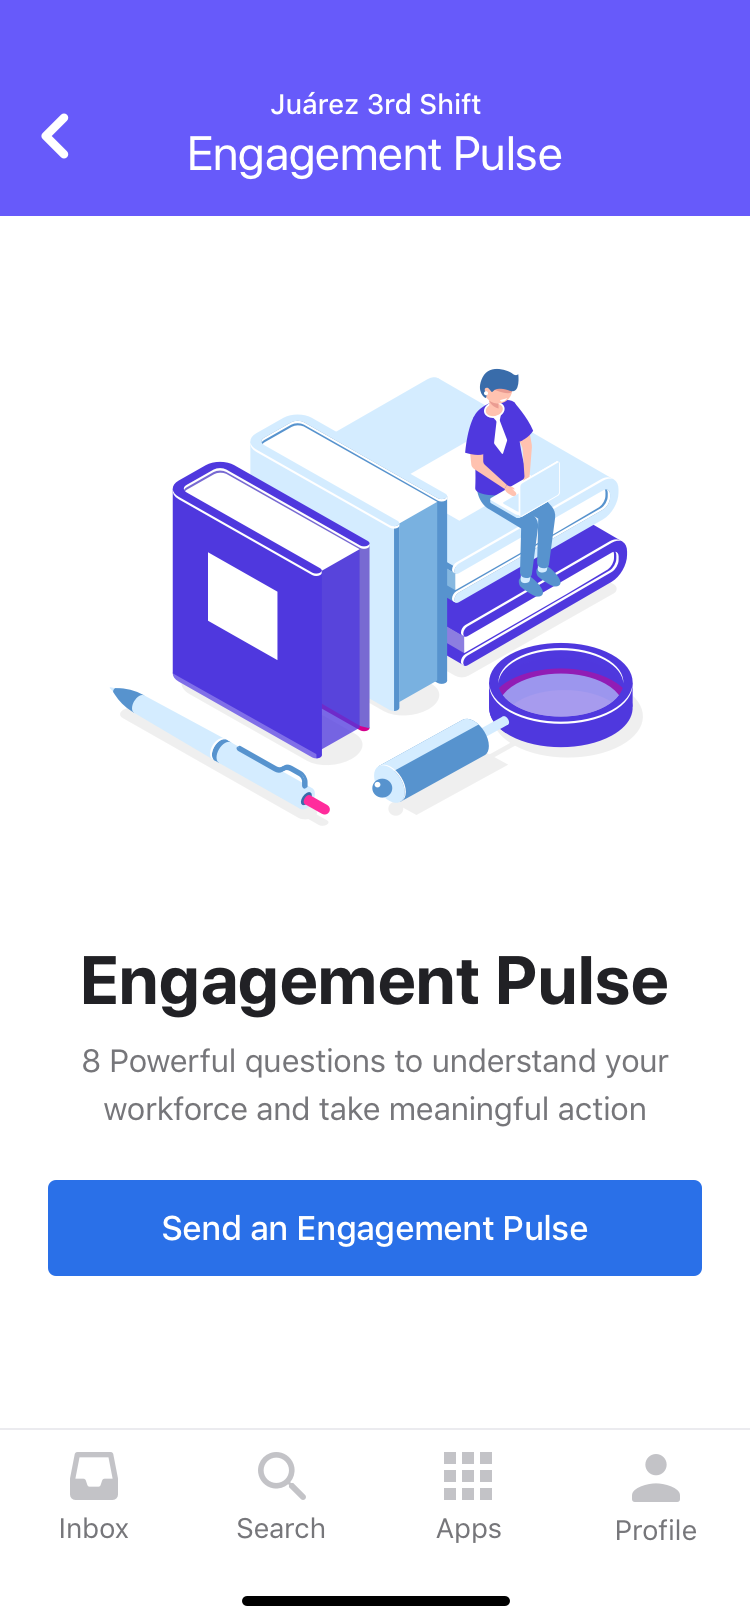 Juárez 3rd Shift
Engagement Pulse
Engagement Pulse
8 Powerful questions to understand your
workforce and take meaningful action
Send an Engagement Pulse
Inbox
Search
Apps
Profile